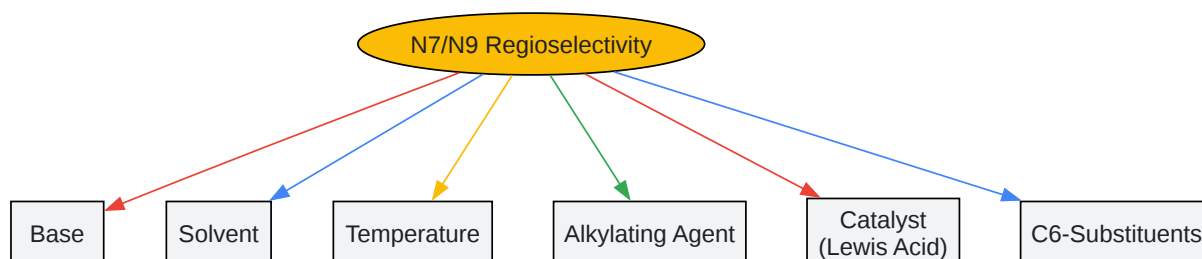 N7/N9 Regioselectivity
Base
Solvent
Temperature
Alkylating Agent
Catalyst
(Lewis Acid)
C6-Substituents